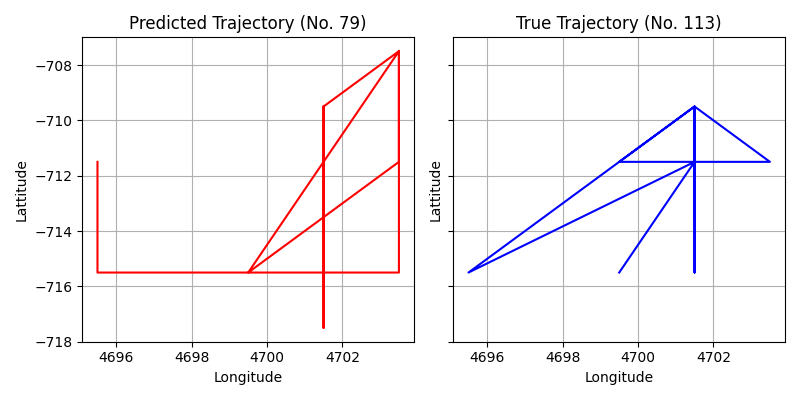 Predicted Trajectory (No. 79)
True Trajectory (No. 113)
Lattitude
−708
−710
−712
−714
−716
−718
4696
4698
4700
4702
Longitude
Lattitude
4696
4698
4700
4702
Longitude